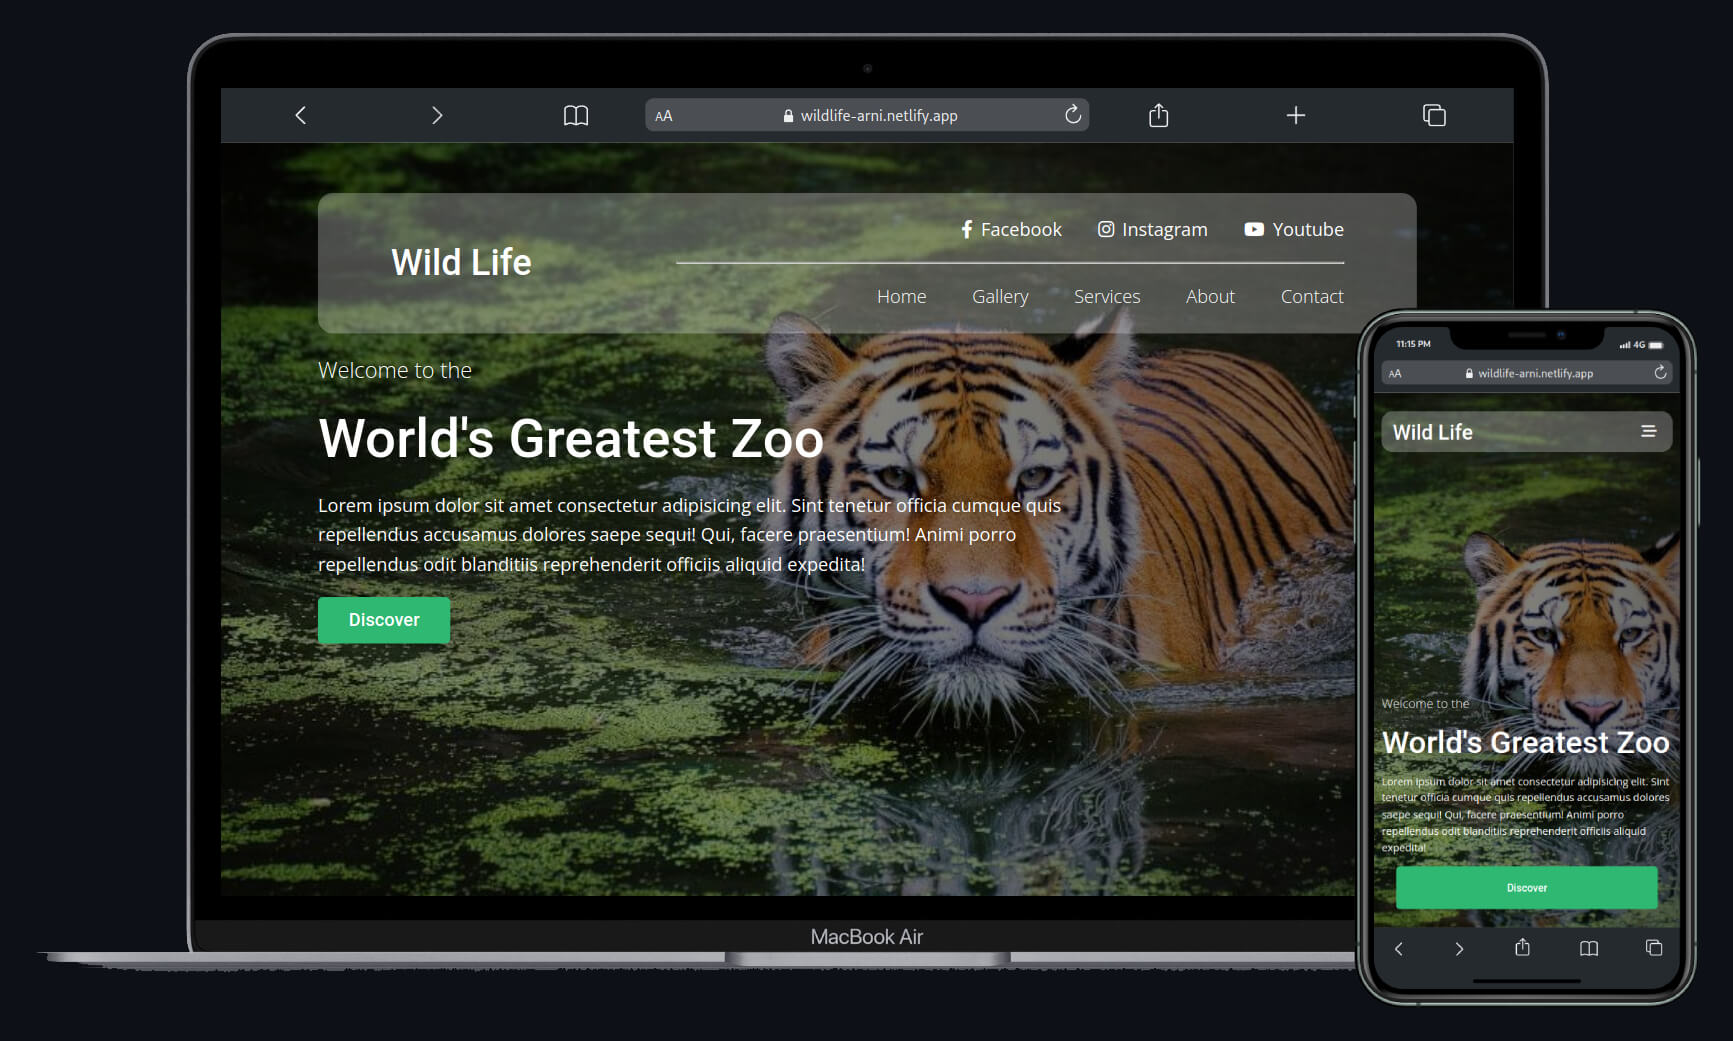 AA wildlife-arni.netlify.app
Facebook Instagram Youtube
Wild Life
Home Gallery Services About Contact
Welcome to the
World's Greatest Zoo
Lorem ipsum dolor sit amet consectetur adipisicing elit. Sint tenetur officia cumque quis
repellendus accusamus dolores saepe sequi! Qui, facere praesentium! Animi porro
repellendus odit blanditiis reprehenderit officiis aliquid expedita!
Discover
MacBook Air
11:15 PM 4G
AA wildlife-arni.netlify.app
Wild Life
Welcome to the
World's Greatest Zoo
Lorem ipsum dolor sit amet consectetur adipisicing elit. Sint
tenetur officia cumque quis repellendus accusamus dolores
saepe sequi! Qui, facere praesentium! Animi porro
repellendus odit blanditiis reprehenderit officiis aliquid
expedita!
Discover